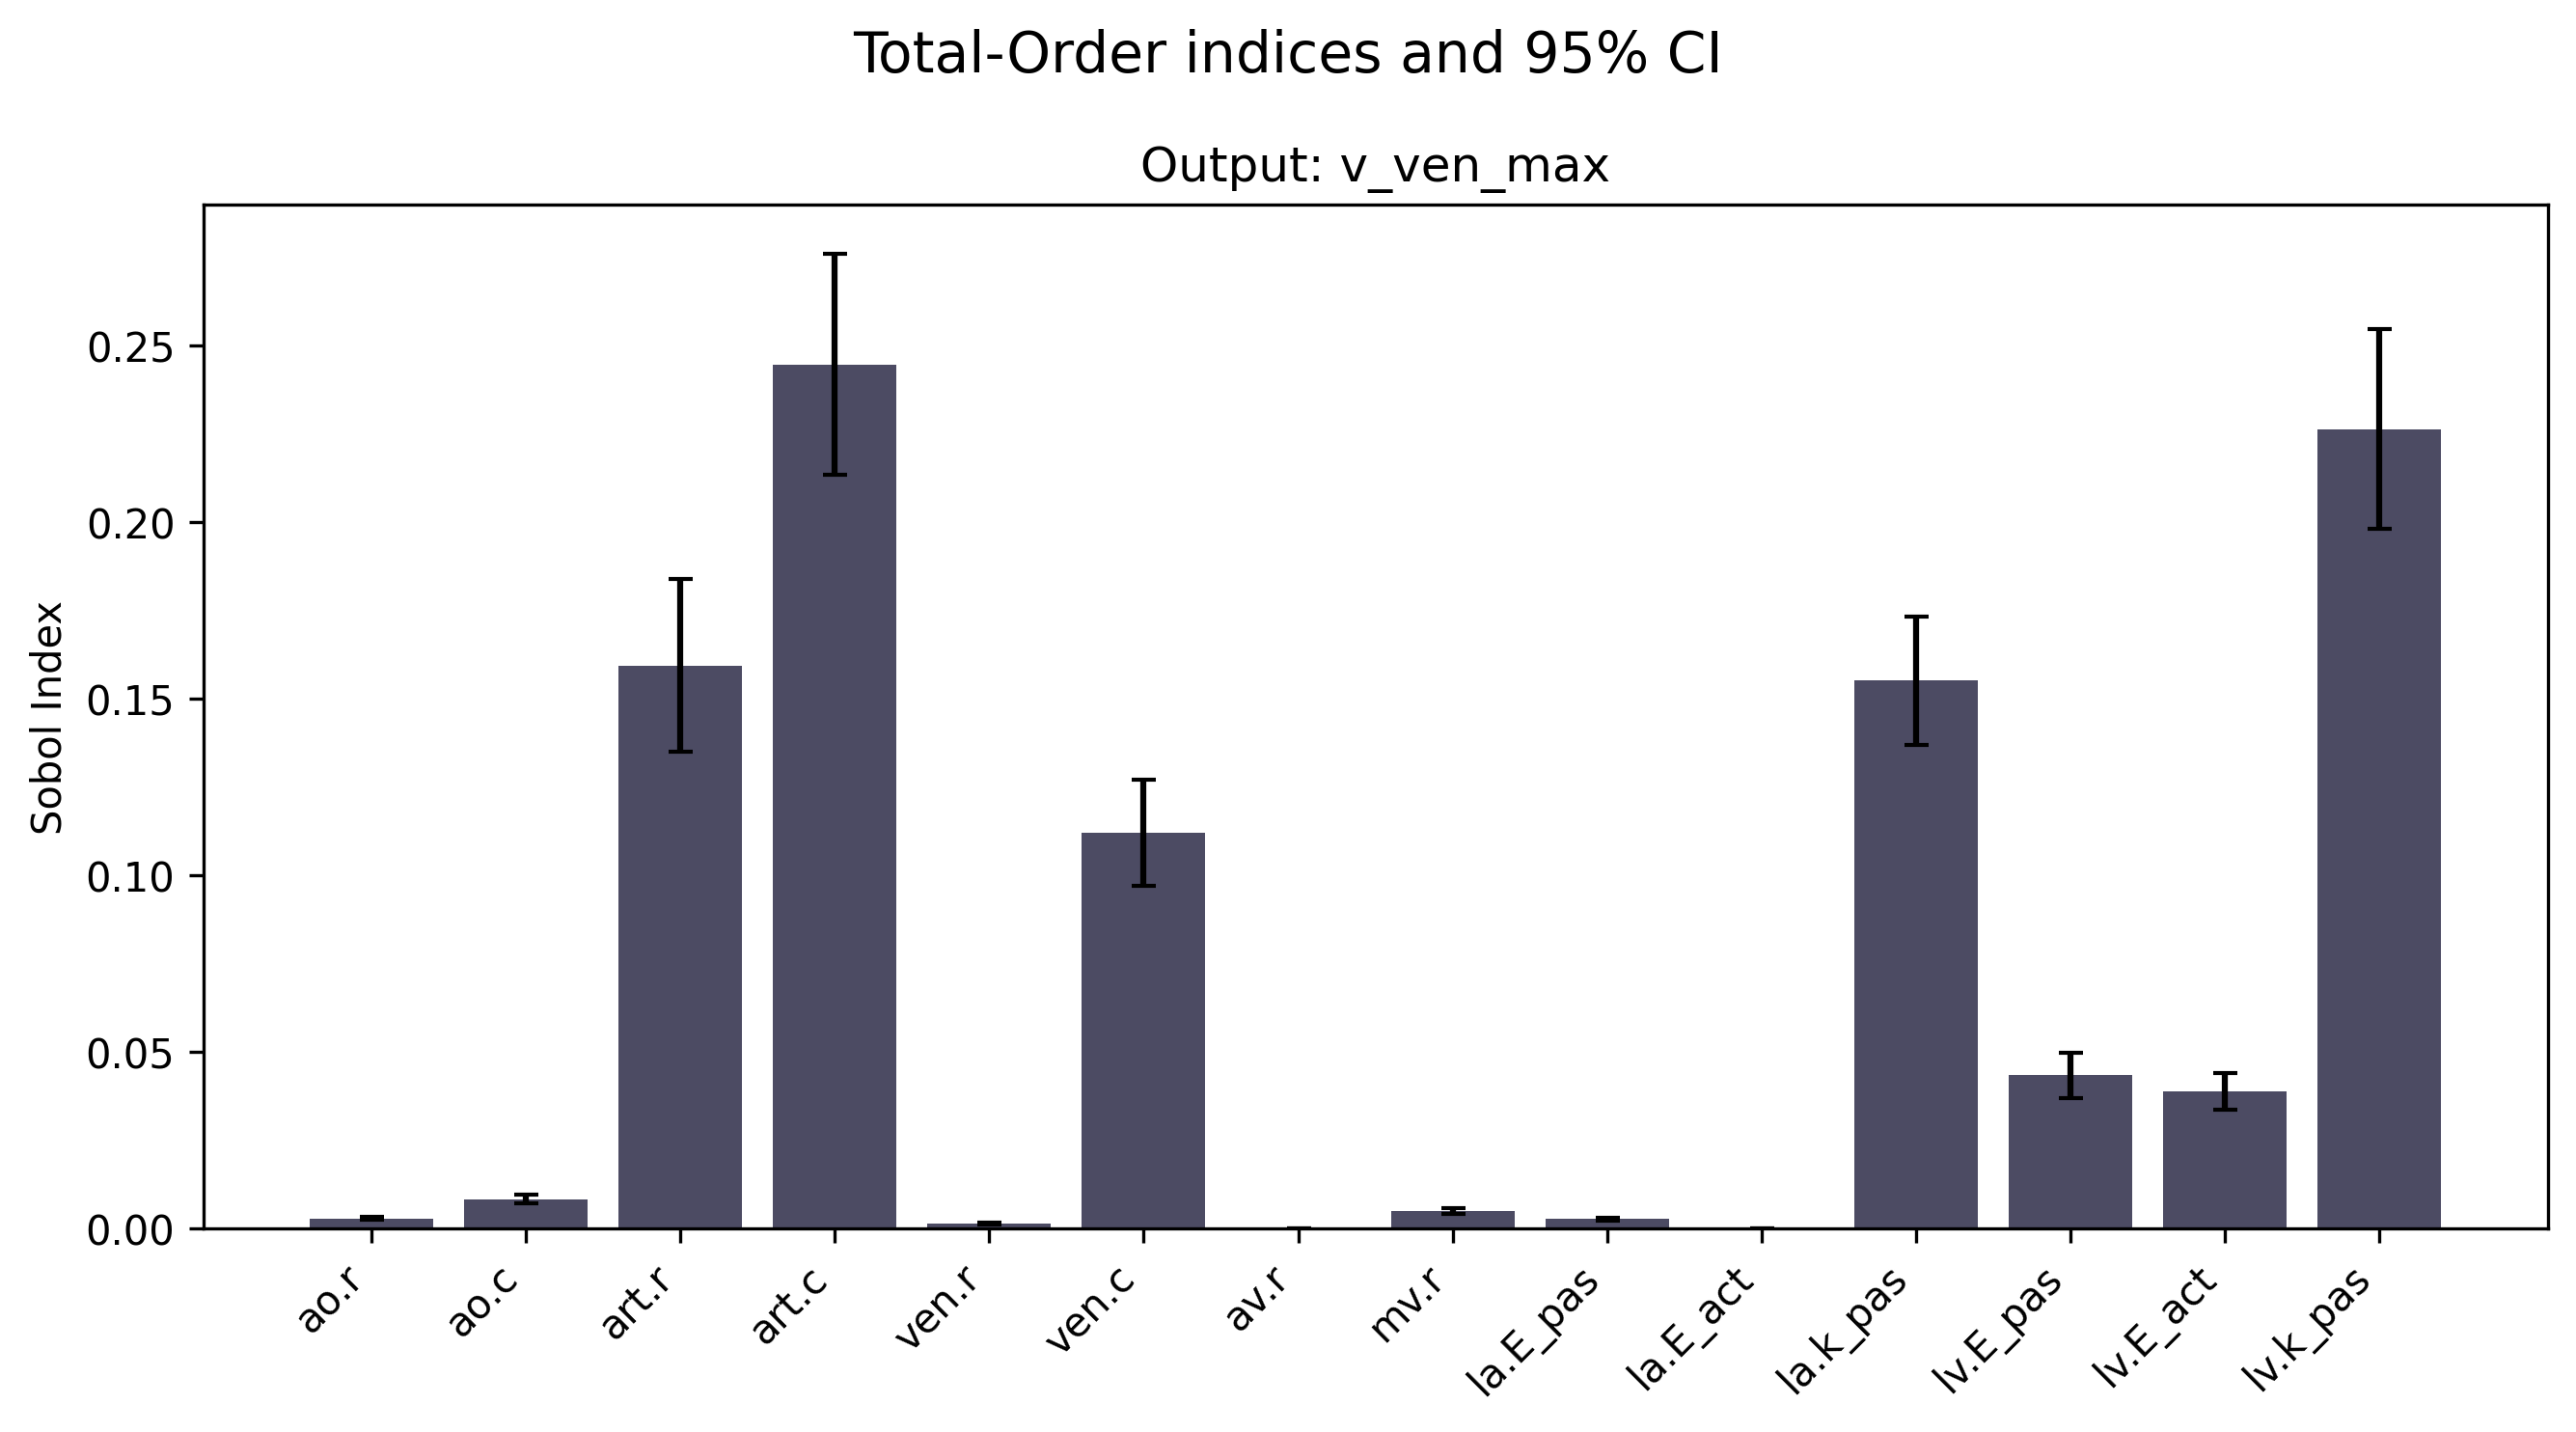 Total-Order indices and 95% CI
Output: v_ven_max
Sobol Index
0.25
0.20
0.15
0.10
0.05
0.00
ao.r
ao.c
art.r
art.c
ven.r
ven.c
av.r
mv.r
la.E_pas
la.E_act
la.k_pas
lv.E_pas
lv.E_act
lv.k_pas